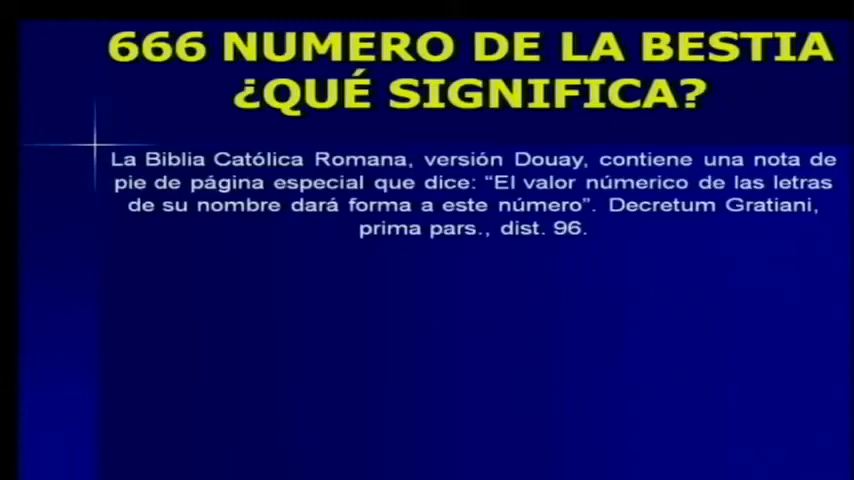 666 NUMERO DE LA BESTIA
¿QUÉ SIGNIFICA?
La Biblia Católica Romana, versión Douay, contiene una nota de
pie de página especial que dice: “El valor númerico de las letras
de su nombre dará forma a este número”. Decretum Gratiani,
prima pars., dist. 96.